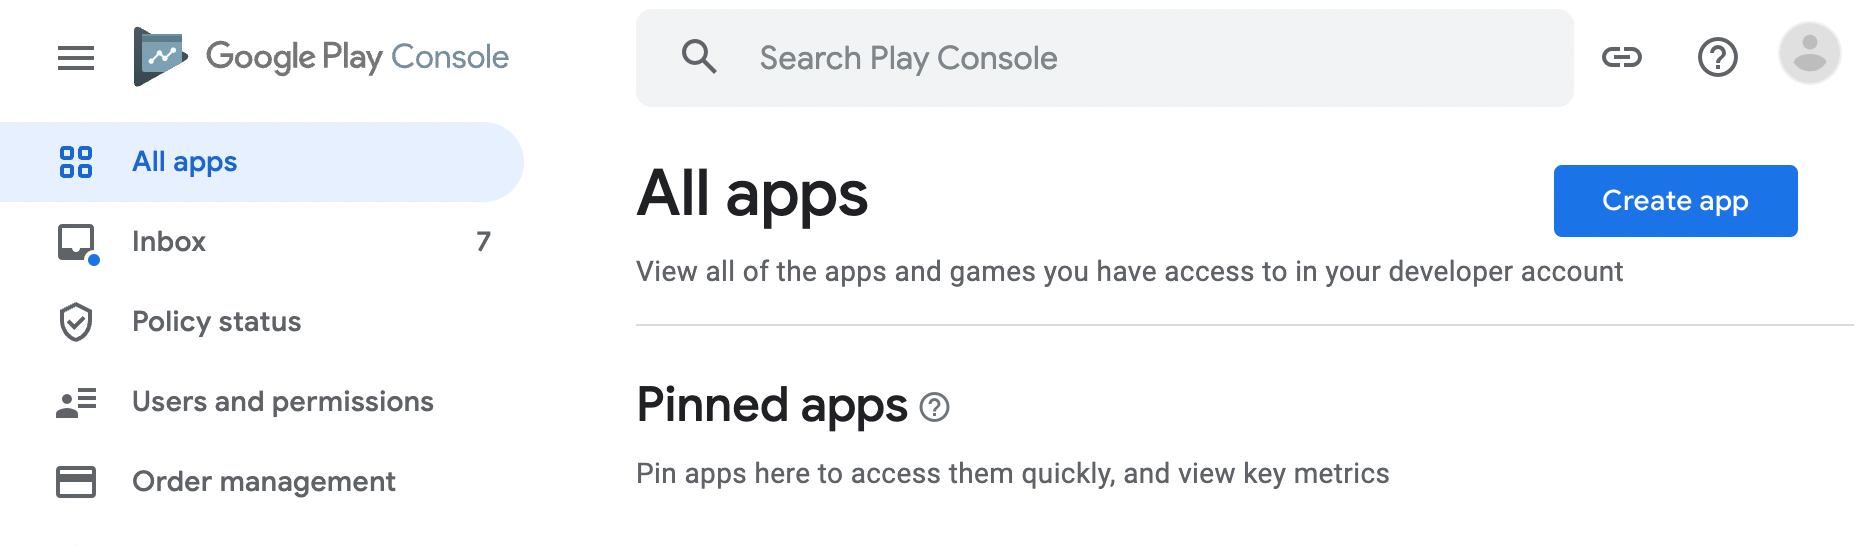 Google Play Console
Search Play Console
All apps
Inbox 7
Policy status
Users and permissions
Order management
All apps
Create app
View all of the apps and games you have access to in your developer account
Pinned apps
Pin apps here to access them quickly, and view key metrics